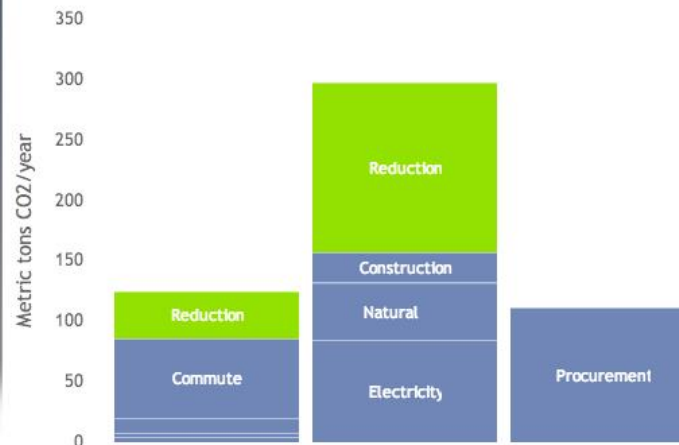 350
300
250
200
150
100
50
0
Metric tons CO2/year
Reduction
Commute
Reduction
Construction
Natural
Electricity
Procurement